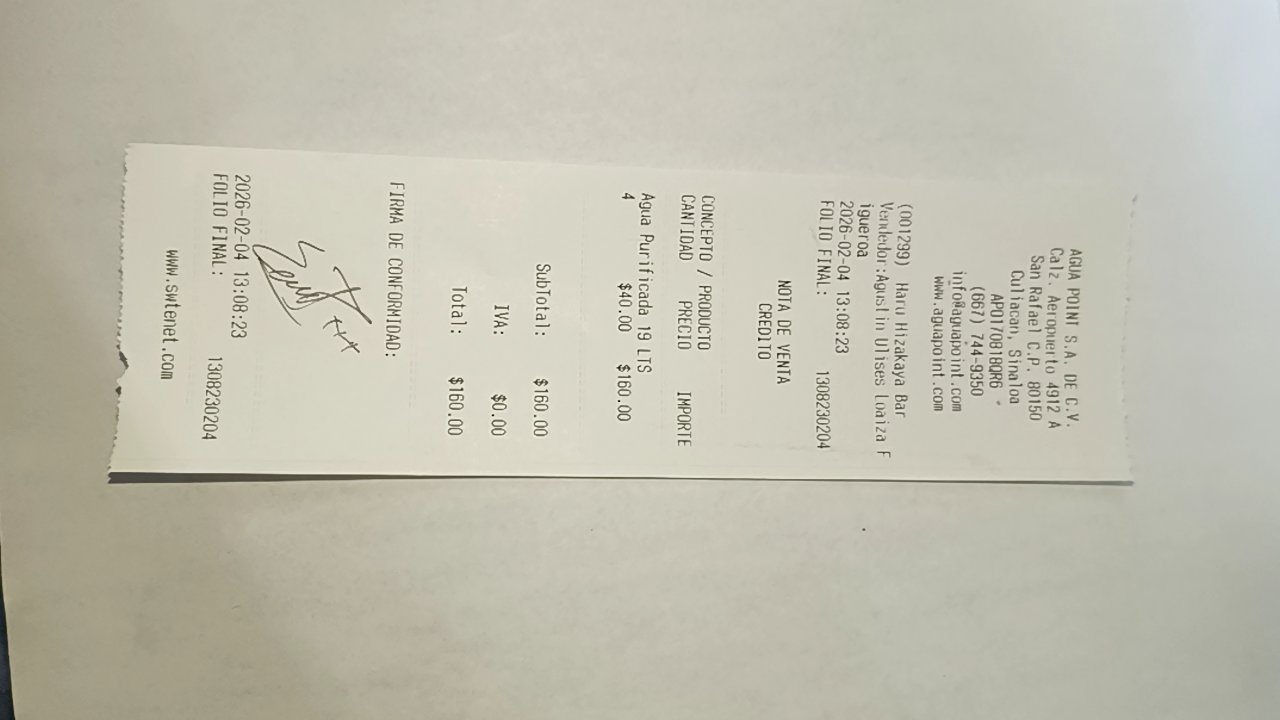 AGUA POINT S.A. DE C.V.
Calz. Aeropuerto 4912 A
San Rafael C.P. 80150
Culiacan, Sinaloa
APO170818QR6
(667) 744-9350
info@aguapoint.com
www.aguapoint.com
(001299) Haru Hizakaya Bar
Vendedor:Agustin Ulises Loaiza F
igueroa
2026-02-04 13:08:23
FOLIO FINAL: 1308230204
NOTA DE VENTA
CREDITO
CONCEPTO / PRODUCTO
CANTIDAD PRECIO IMPORTE
Agua Purificada 19 LTS
4 $40.00 $160.00
SubTotal: $160.00
IVA: $0.00
Total: $160.00
FIRMA DE CONFORMIDAD:
2026-02-04 13:08:23
FOLIO FINAL: 1308230204
www.swtenet.com